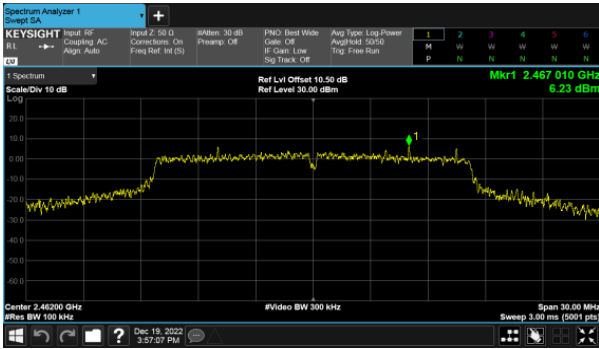 Spectrum Analyzer 1
Swept SA
+
KEYSIGHT Input: RF Input Z: 50 Ω #Atten: 30 dB PNO: Best Wide Avg Type: Log-Power 1 2 3 4 5 6
RL Coupling: AC Corrections: On Preamp: Off Gate: Off Avg|Hold: 50/50 M W W W W W
Align: Auto Freq Ref: Int (S) IF Gain: Low Trig: Free Run P N N N N N
LXI Sig Track: Off
1 Spectrum Ref Lvl Offset 10.50 dB Mkr1 2.467 010 GHz
Scale/Div 10 dB Ref Level 30.00 dBm 6.23 dBm
Log
20.0
10.0
1
0.00
-10.0
-20.0
-30.0
-40.0
-50.0
-60.0
Center 2.46200 GHz #Video BW 300 kHz Span 30.00 MHz
#Res BW 100 kHz Sweep 3.00 ms (5001 pts)
? Dec 19, 2022
3:57:07 PM